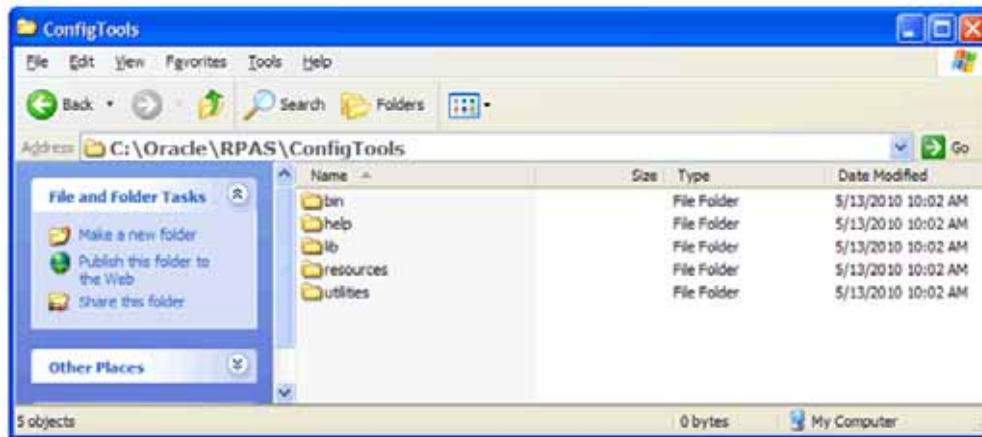 ConfigTools
File Edit View Favorites Tools Help
Back Search Folders
Address C:\Oracle\RPAS\ConfigTools Go
File and Folder Tasks
Make a new folder
Publish this folder to
the Web
Share this folder
Other Places
Name Size Type Date Modified
bin File Folder 5/13/2010 10:02 AM
help File Folder 5/13/2010 10:02 AM
lib File Folder 5/13/2010 10:02 AM
resources File Folder 5/13/2010 10:02 AM
utilities File Folder 5/13/2010 10:02 AM
5 objects 0 bytes My Computer